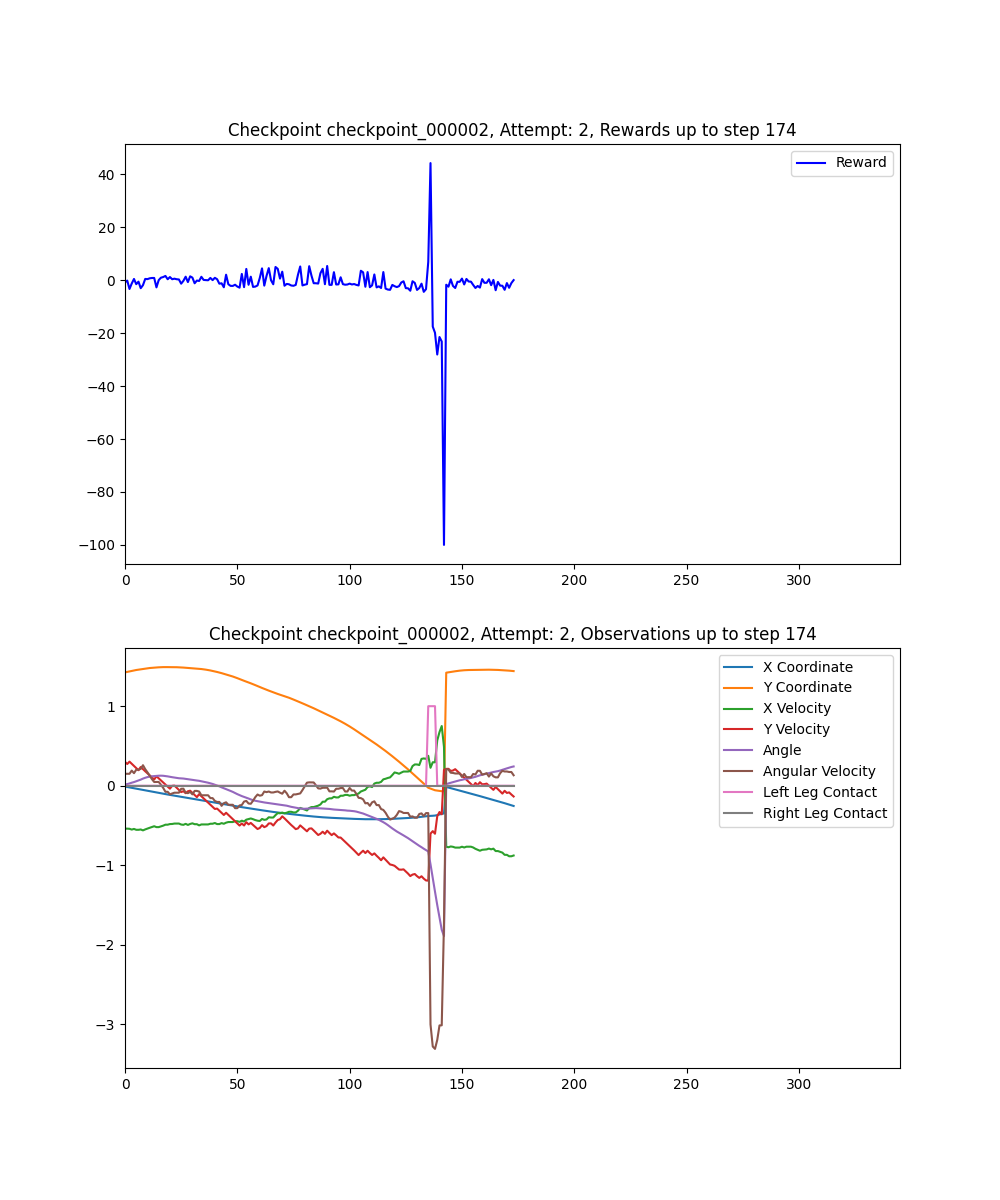 Checkpoint checkpoint_000002, Attempt: 2, Rewards up to step 174
Reward
40
20
0
−20
−40
−60
−80
−100
0 50 100 150 200 250 300
Checkpoint checkpoint_000002, Attempt: 2, Observations up to step 174
X Coordinate
Y Coordinate
X Velocity
Y Velocity
Angle
Angular Velocity
Left Leg Contact
Right Leg Contact
1
0
−1
−2
−3
0 50 100 150 200 250 300